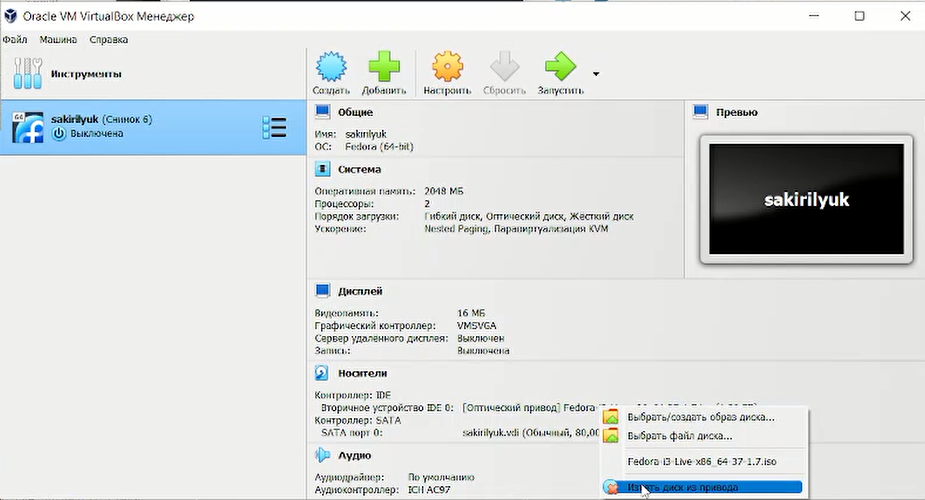 Oracle VM VirtualBox Менеджер
Файл Машина Справка
Инструменты
Создать Добавить Настроить Сбросить Запустить
64
sakirilyuk (Снимок 6)
Выключена
Общие
Имя: sakirilyuk
ОС: Fedora (64-bit)
Превью
sakirilyuk
Система
Оперативная память: 2048 МБ
Процессоры: 2
Порядок загрузки: Гибкий диск, Оптический диск, Жёсткий диск
Ускорение: Nested Paging, Паравиртуализация KVM
Дисплей
Видеопамять: 16 МБ
Графический контроллер: VMSVGA
Сервер удалённого дисплея: Выключен
Запись: Выключена
Носители
Контроллер: IDE
Вторичное устройство IDE 0: [Оптический привод] Fedora-
Контроллер: SATA
SATA порт 0: sakirilyuk.vdi (Обычный, 80,00
Аудио
Аудиодрайвер: По умолчанию
Аудиоконтроллер: ICH AC97
Выбрать/создать образ диска...
Выбрать файл диска...
Fedora-i3-Live-x86_64-37-1.7.iso
Изъять диск из привода